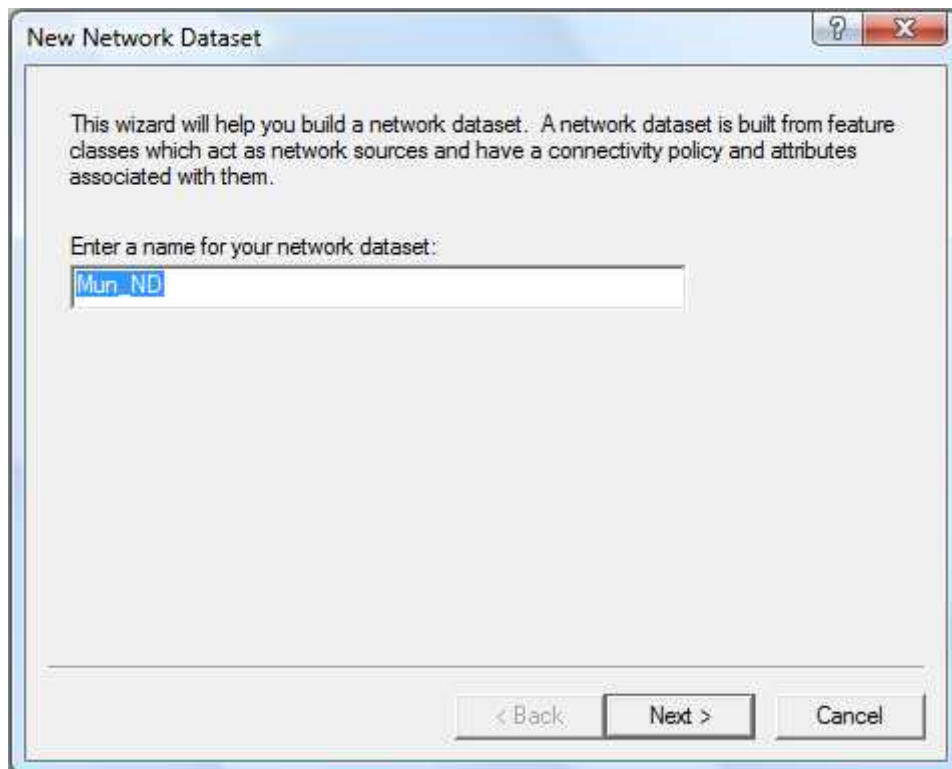 New Network Dataset
This wizard will help you build a network dataset. A network dataset is built from feature
classes which act as network sources and have a connectivity policy and attributes
associated with them.
Enter a name for your network dataset:
Mun_ND
< Back
Next >
Cancel